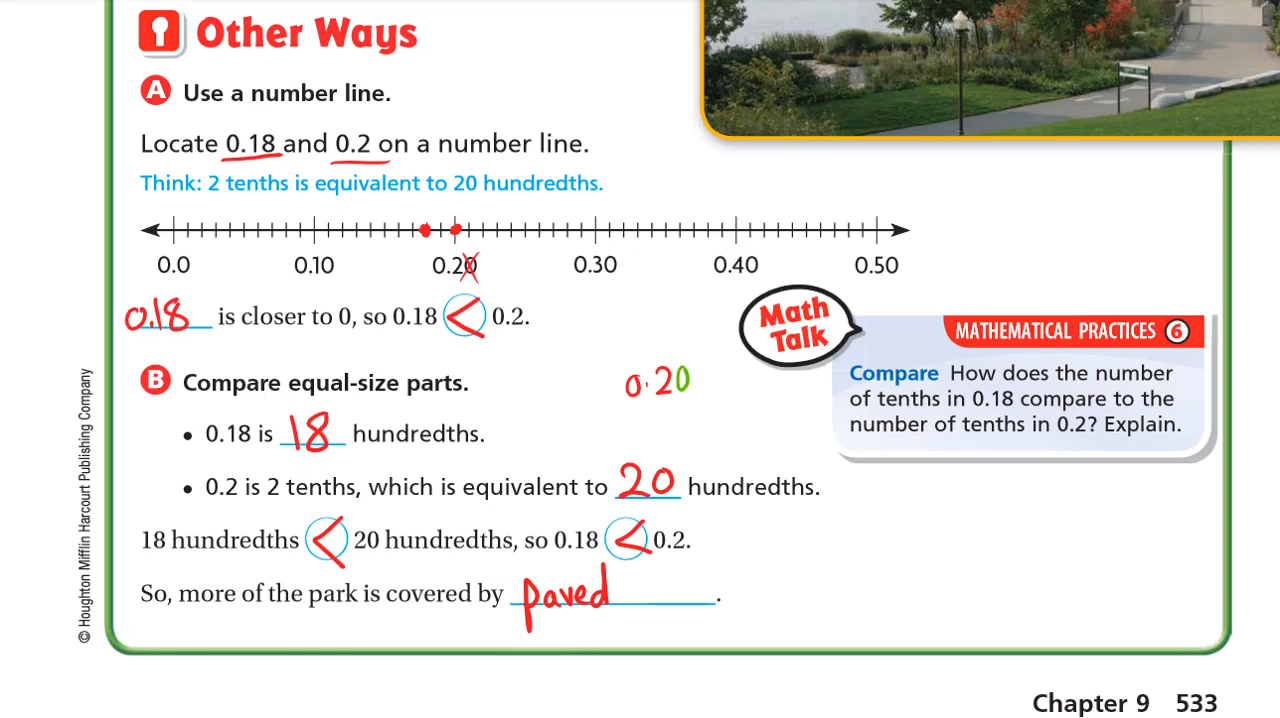 Other Ways
A Use a number line.
Locate 0.18 and 0.2 on a number line.
Think: 2 tenths is equivalent to 20 hundredths.
0.0 0.10 0.20 0.30 0.40 0.50
0.18 is closer to 0, so 0.18 < 0.2.
Math
Talk
MATHEMATICAL PRACTICES 6
Compare How does the number
of tenths in 0.18 compare to the
number of tenths in 0.2? Explain.
B Compare equal-size parts.
0.20
• 0.18 is 18 hundredths.
• 0.2 is 2 tenths, which is equivalent to 20 hundredths.
18 hundredths < 20 hundredths, so 0.18 < 0.2.
So, more of the park is covered by paved.
© Houghton Mifflin Harcourt Publishing Company
Chapter 9 533